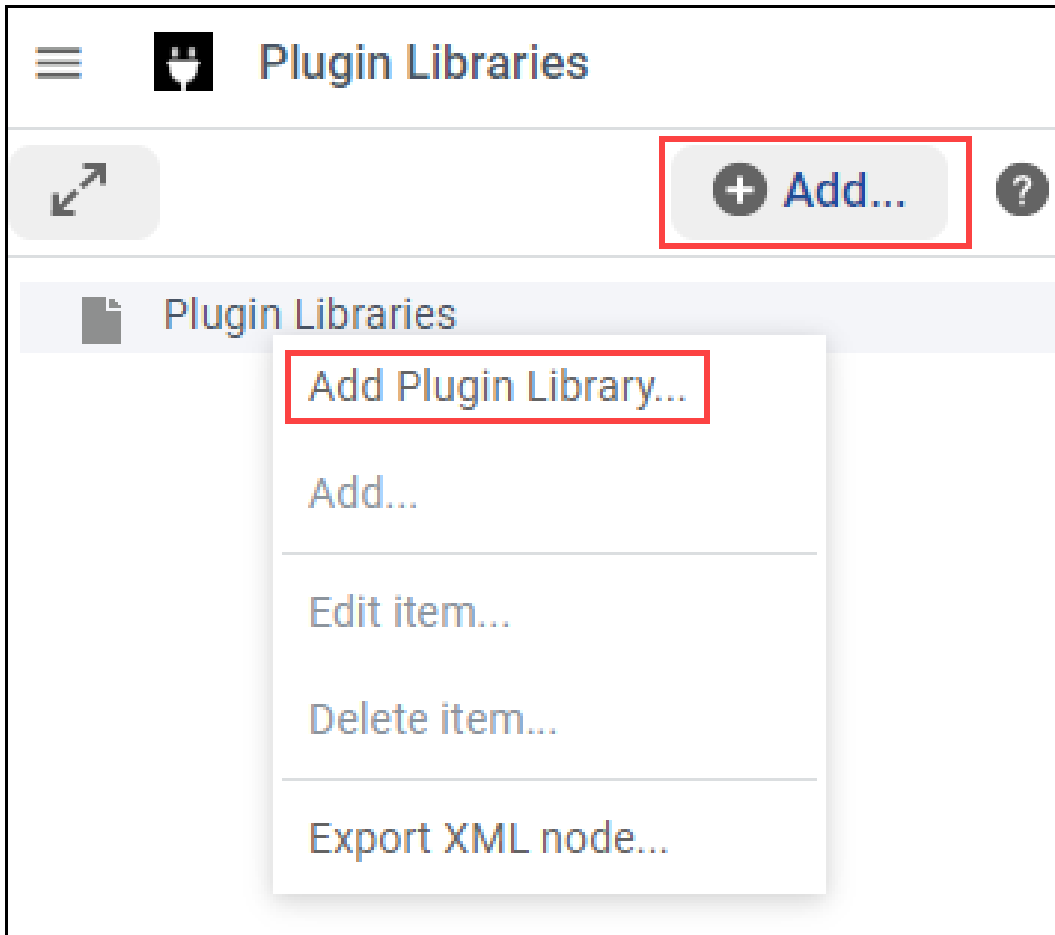 Plugin Libraries
Add...
?
Plugin Libraries
Add Plugin Library...
Add...
Edit item...
Delete item...
Export XML node...